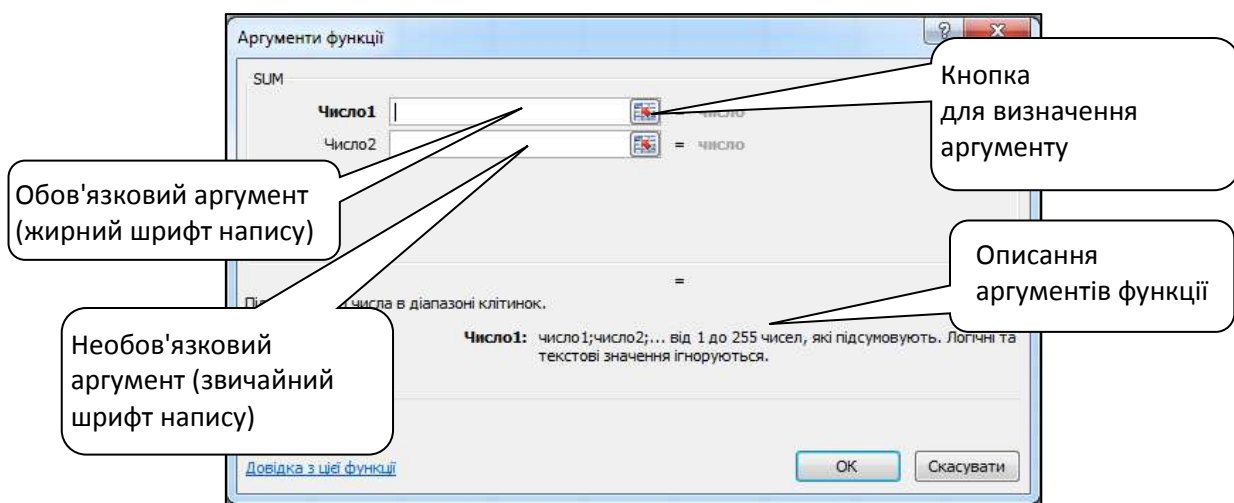 Аргументи функції
SUM
Число1
= число
Число2
= число
Кнопка
для визначення
аргументу
Обов'язковий аргумент
(жирний шрифт напису)
Описання
аргументів функції
=
числа в діапазоні клітинок.
Необов'язковий
аргумент (звичайний
шрифт напису)
Число1: число1;число2;... від 1 до 255 чисел, які підсумовують. Логічні та
текстові значення ігноруються.
Довідка з цієї функції
ОК
Скасувати